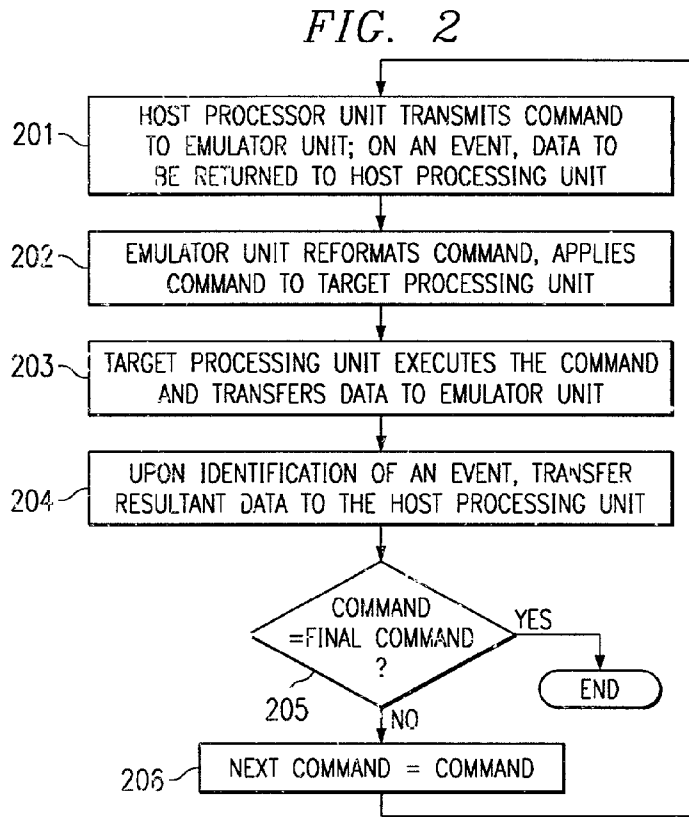 FIG. 2
201
HOST PROCESSOR UNIT TRANSMITS COMMAND
TO EMULATOR UNIT; ON AN EVENT, DATA TO
BE RETURNED TO HOST PROCESSING UNIT
202
EMULATOR UNIT REFORMATS COMMAND, APPLIES
COMMAND TO TARGET PROCESSING UNIT
203
TARGET PROCESSING UNIT EXECUTES THE COMMAND
AND TRANSFERS DATA TO EMULATOR UNIT
204
UPON IDENTIFICATION OF AN EVENT, TRANSFER
RESULTANT DATA TO THE HOST PROCESSING UNIT
COMMAND
=FINAL COMMAND
?
205
YES
END
NO
206
NEXT COMMAND = COMMAND